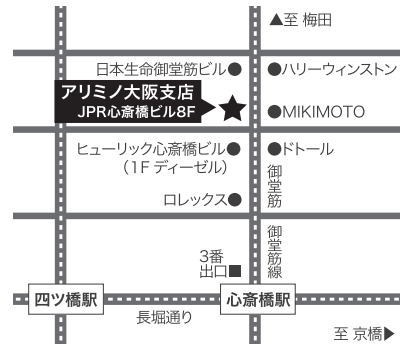 ▲至 梅田
日本生命御堂筋ビル●
●ハリーウィンストン
アリミノ大阪支店
JPR心斎橋ビル8F
★
●MIKIMOTO
ヒューリック心斎橋ビル●
（1F ディーゼル）
●ドトール
御堂筋
ロレックス●
御堂筋線
3番
出口■
四ツ橋駅
心斎橋駅
長堀通り
至 京橋▶